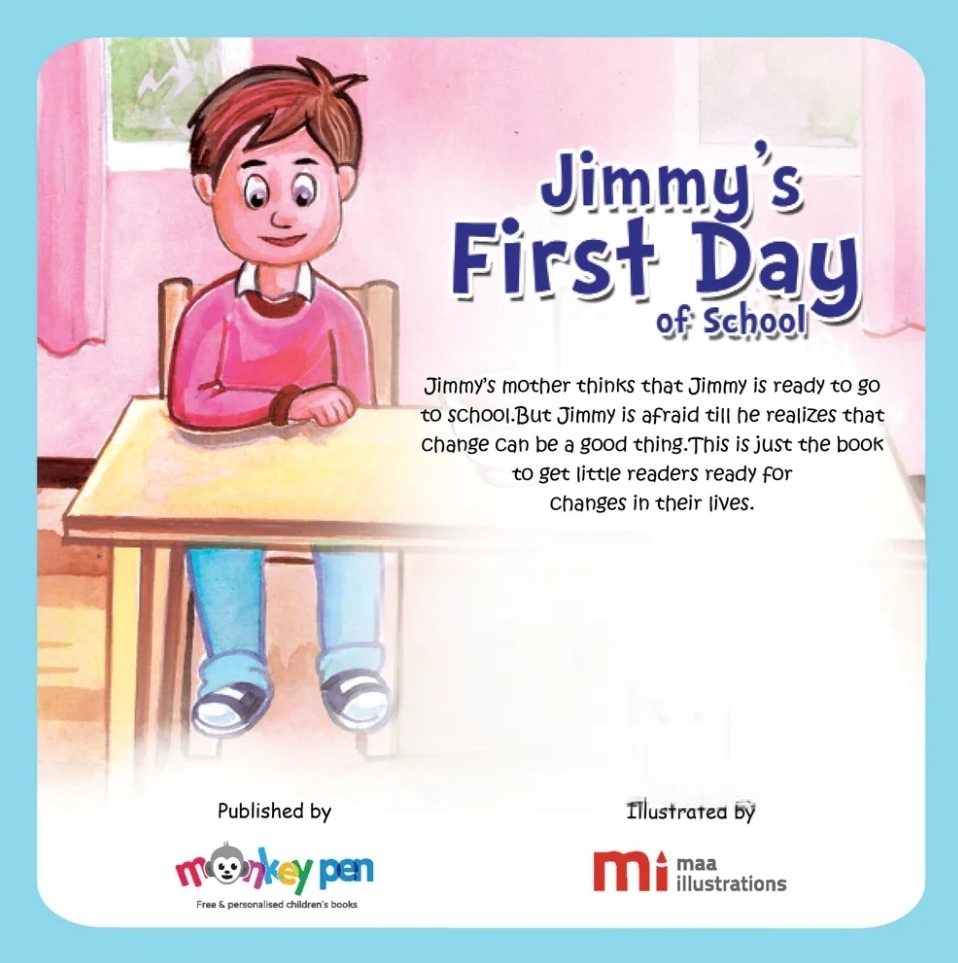 Jimmy's
First Day
of School
Jimmy's mother thinks that Jimmy is ready to go
to school.But Jimmy is afraid till he realizes that
change can be a good thing.This is just the book
to get little readers ready for
changes in their lives.
Published by
Illustrated by
monkey pen
Free & personalised children's books
mi maa
illustrations